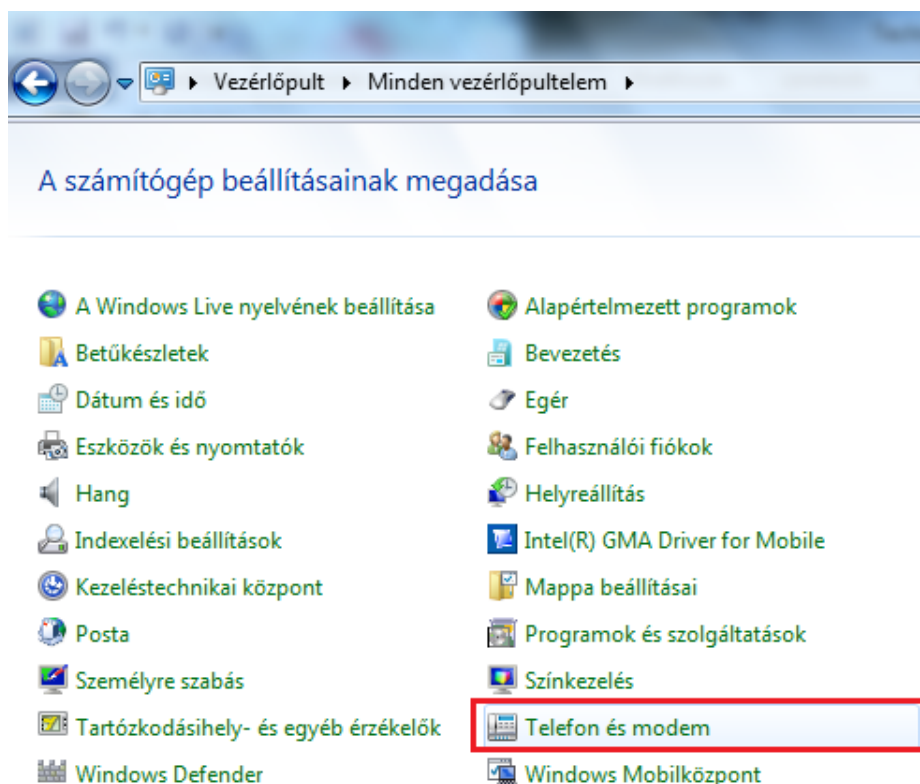 Vezérlőpult Minden vezérlőpultelem
A számítógép beállításainak megadása
A Windows Live nyelvének beállítása
Alapértelmezett programok
Betűkészletek
Bevezetés
Dátum és idő
Egér
Eszközök és nyomtatók
Felhasználói fiókok
Hang
Helyreállítás
Indexelési beállítások
Intel(R) GMA Driver for Mobile
Kezeléstechnikai központ
Mappa beállításai
Posta
Programok és szolgáltatások
Személyre szabás
Színkezelés
Tartózkodásihely- és egyéb érzékelők
Telefon és modem
Windows Defender
Windows Mobilközpont